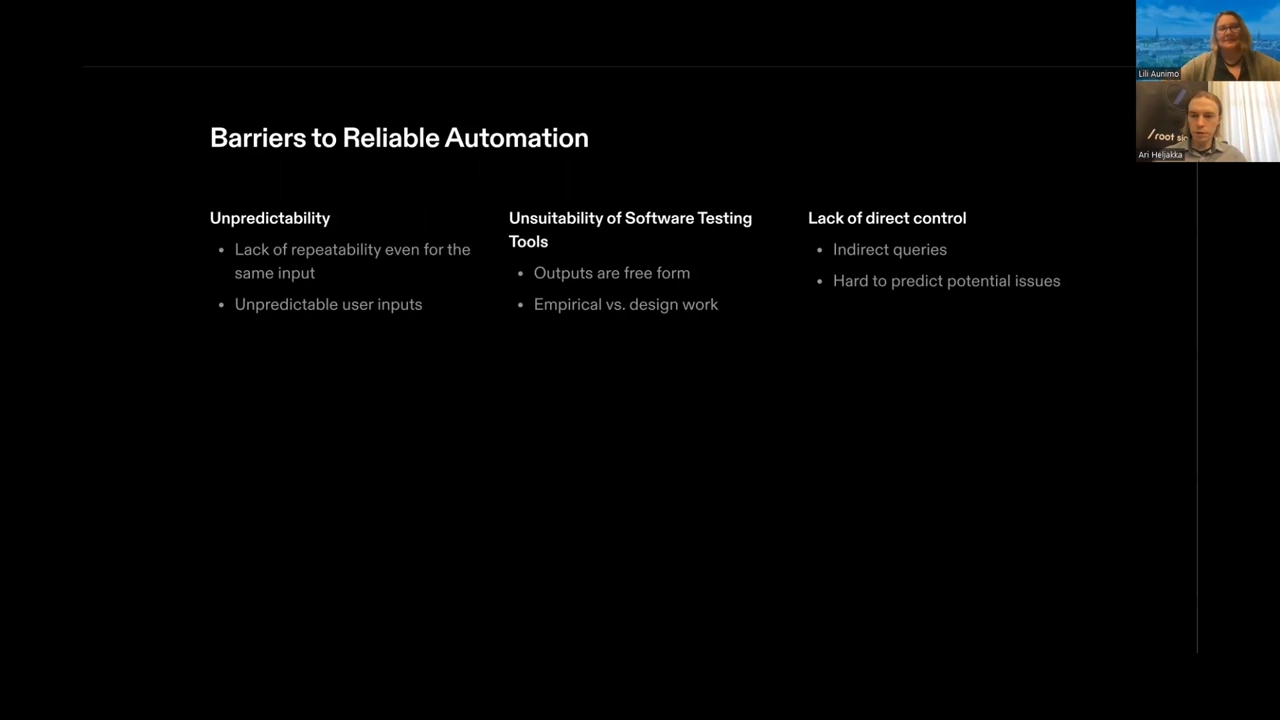 Barriers to Reliable Automation
Unpredictability
• Lack of repeatability even for the
same input
• Unpredictable user inputs
Unsuitability of Software Testing
Tools
• Outputs are free form
• Empirical vs. design work
Lack of direct control
• Indirect queries
• Hard to predict potential issues
Lili Aunimo
/root
Ari Heljakka